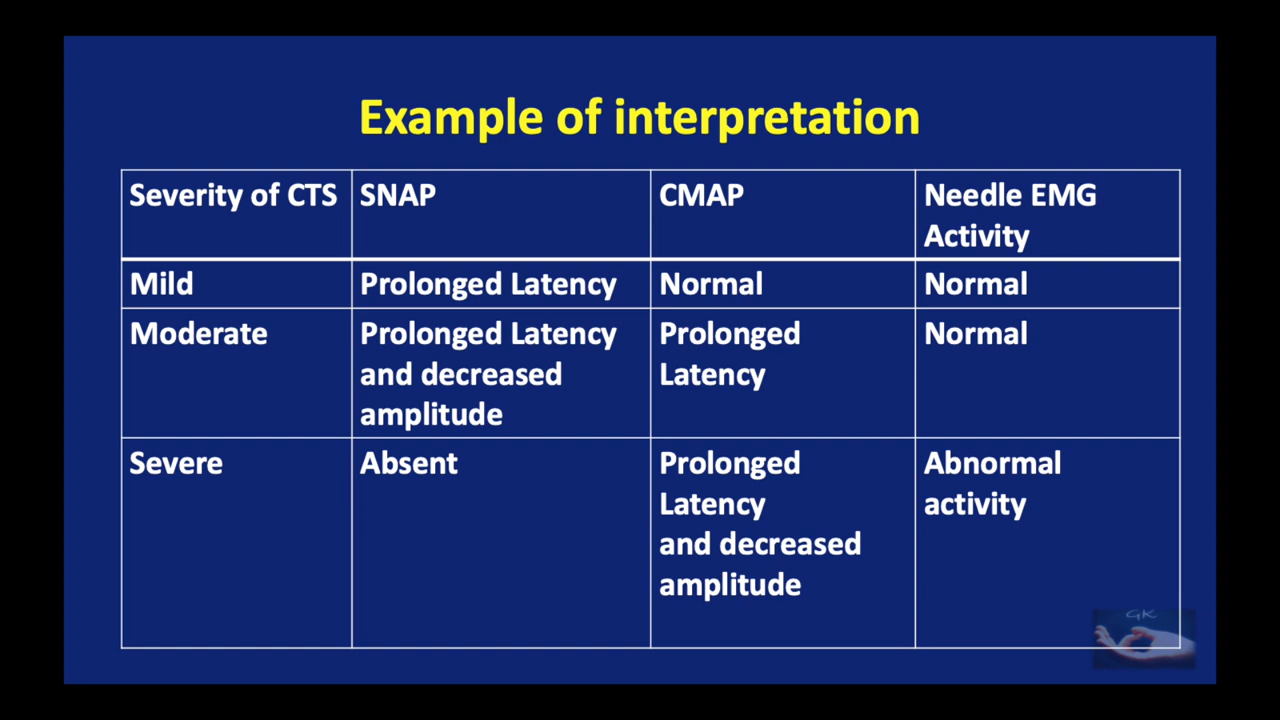 Example of interpretation
Severity of CTS SNAP CMAP Needle EMG
Activity
Mild Prolonged Latency Normal Normal
Moderate Prolonged Latency Prolonged Normal
and decreased Latency
amplitude
Severe Absent Prolonged Abnormal
Latency activity
and decreased
amplitude
GK